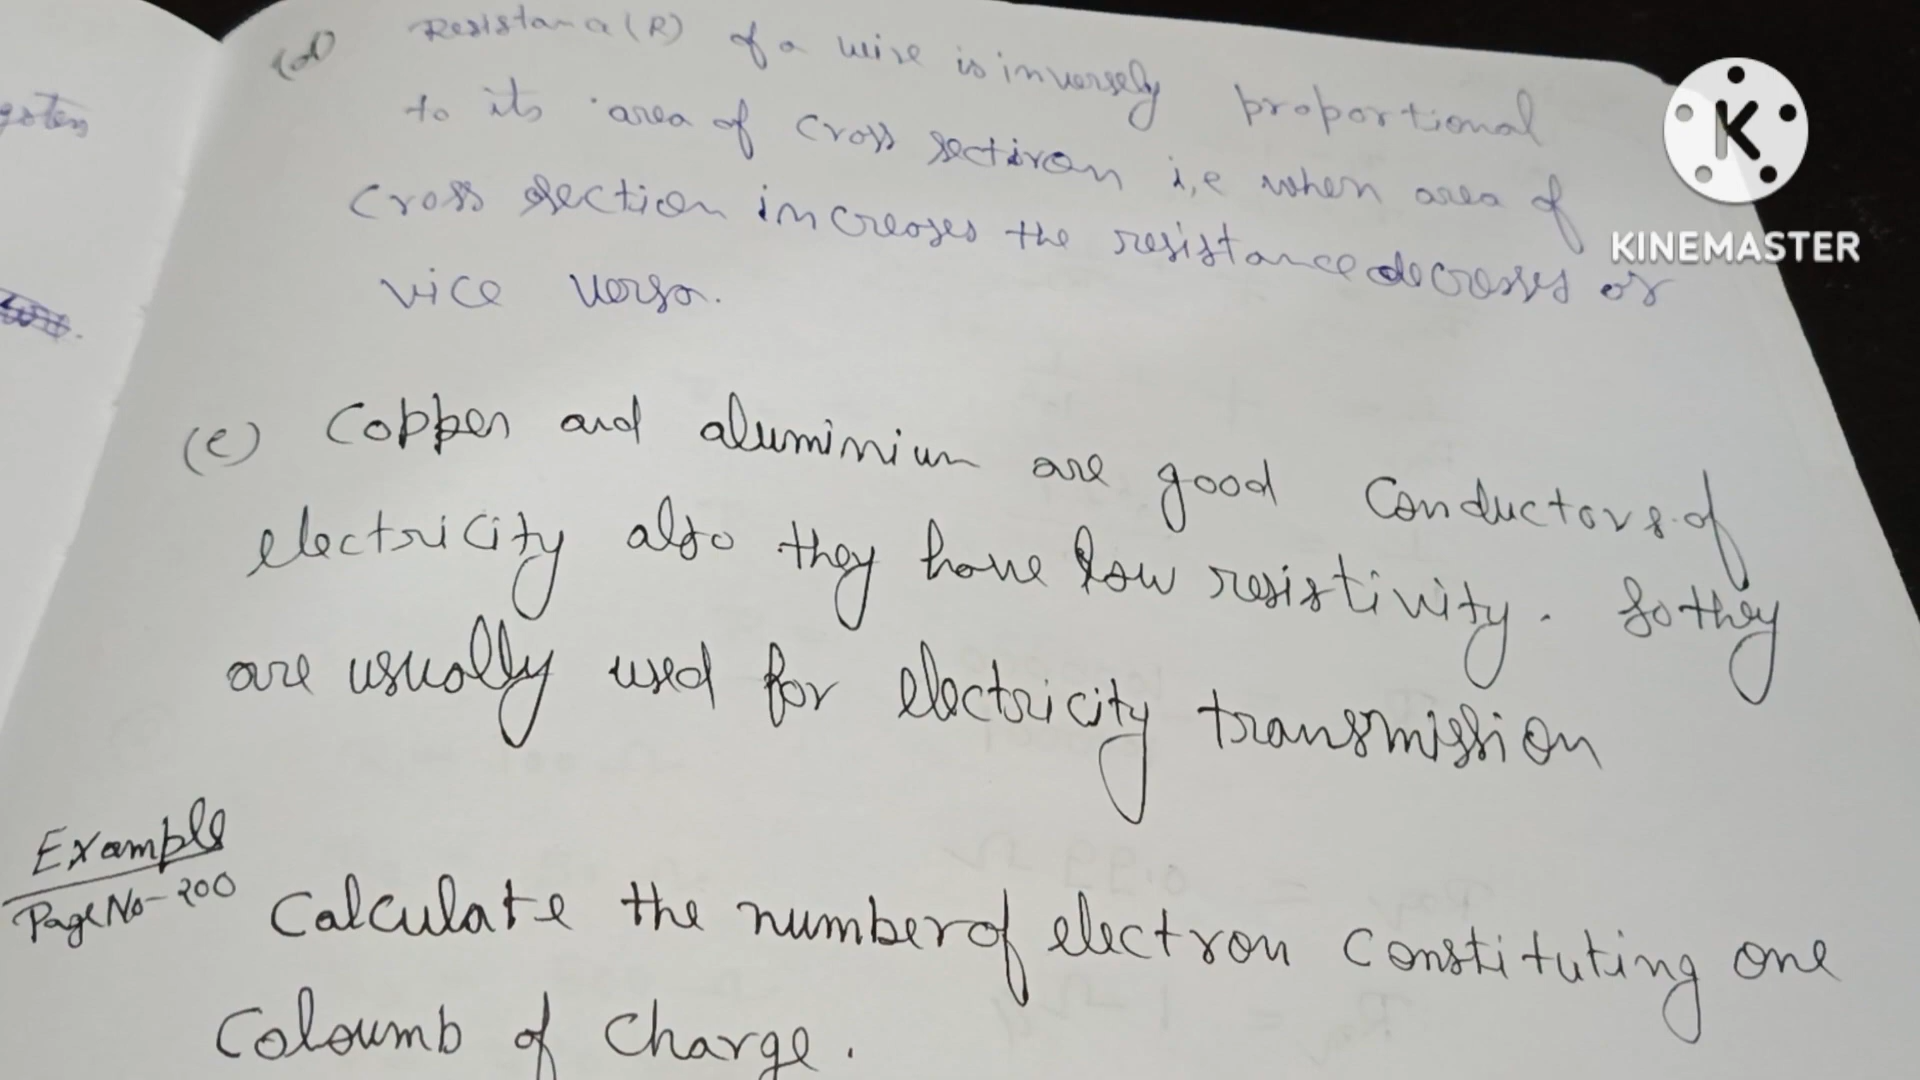 (d) Resistance (R) of a wire is inversely proportional
to its area of cross section i,e when area of
cross section increases the resistance decreases or
vice versa.
(e) Copper and aluminium are good conductors of
electricity also they have low resistivity. So they
are usually used for electricity transmission
Example
Page No-200
Calculate the number of electron constituting one
Coloumb of charge.
KINEMASTER